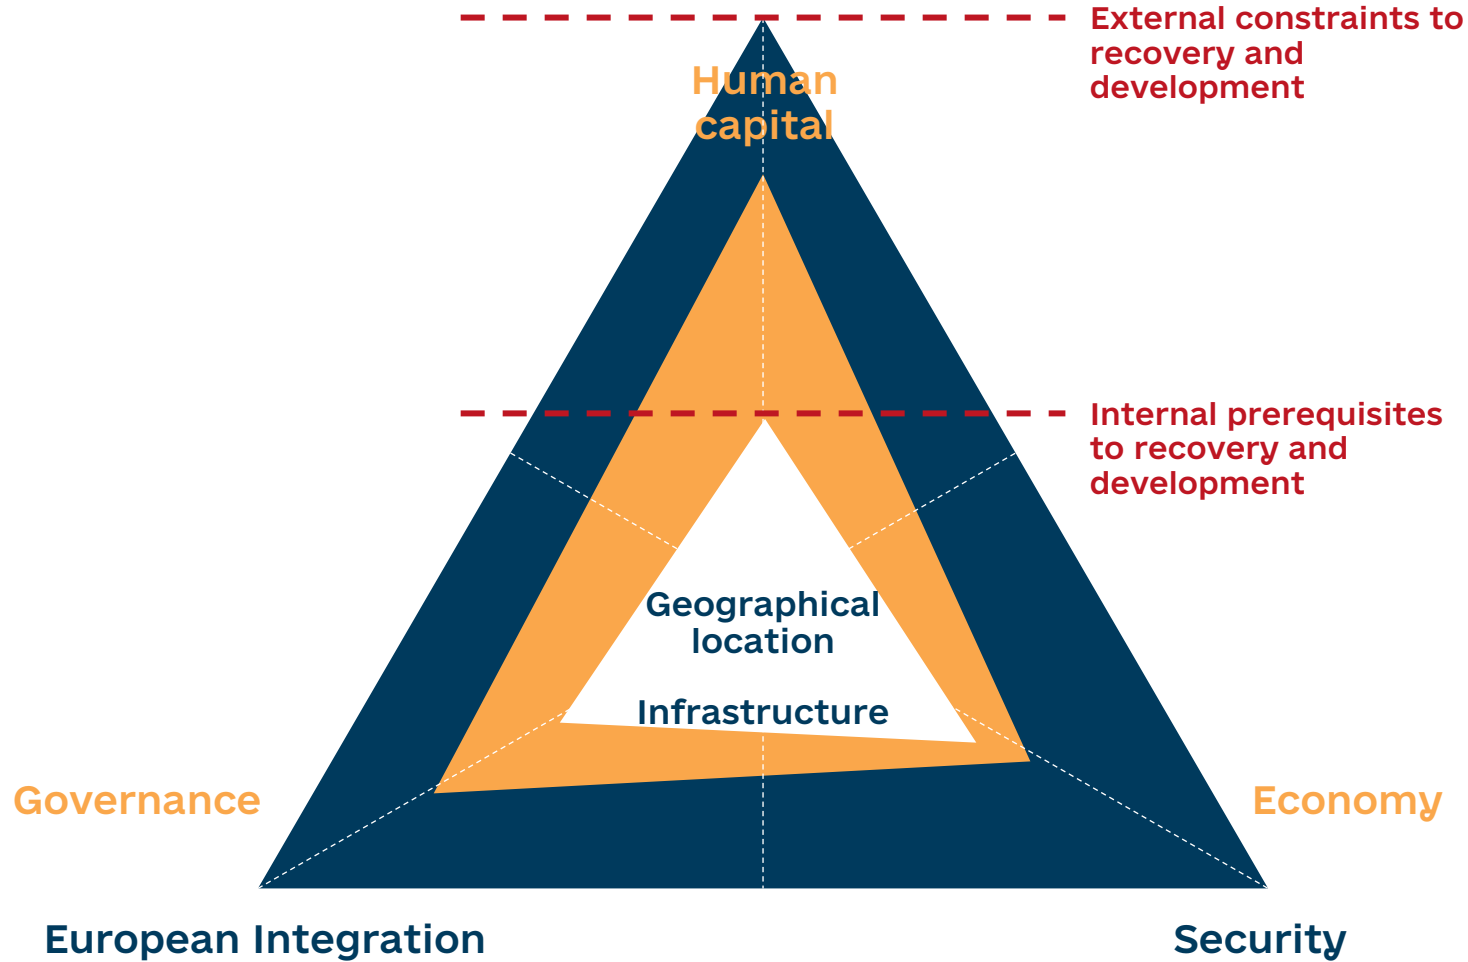 External constraints to
recovery and
development
Human
capital
Internal prerequisites
to recovery and
development
Geographical
location
Infrastructure
Governance
Economy
European Integration
Security